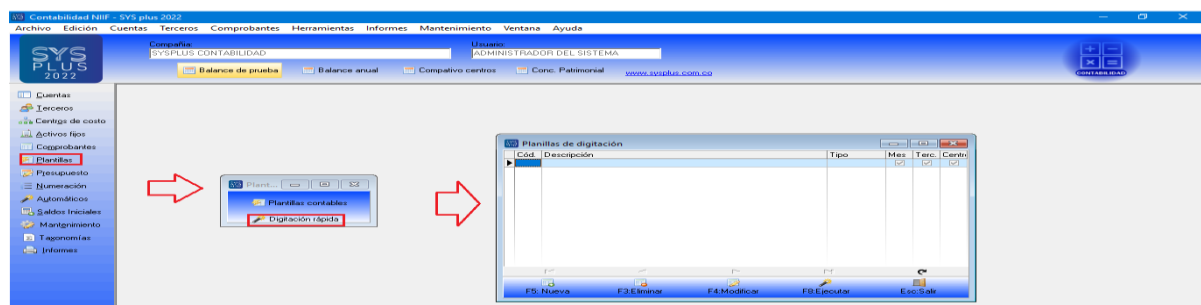 Contabilidad NIIF - SYS plus 2022
Archivo Edición Cuentas Terceros Comprobantes Herramientas Informes Mantenimiento Ventana Ayuda
SYS
PLUS
2022
Compañia: Usuario:
SYSPLUS CONTABILIDAD ADMINISTRADOR DEL SISTEMA
Balance de prueba Balance anual Compativo centros Conc. Patrimonial www.sysplus.com.co
CONTABILIDAD
Cuentas
Terceros
Centros de costo
Activos fijos
Comprobantes
Plantillas
Presupuesto
Numeración
Automáticos
Saldos Iniciales
Mantenimiento
Taxonomías
Informes
Plant...
Plantillas contables
Digitación rápida
Planillas de digitación
Cód. Descripción Tipo Mes Terc. Centr
F5: Nueva F3:Eliminar F4:Modificar F8:Ejecutar Esc:Salir